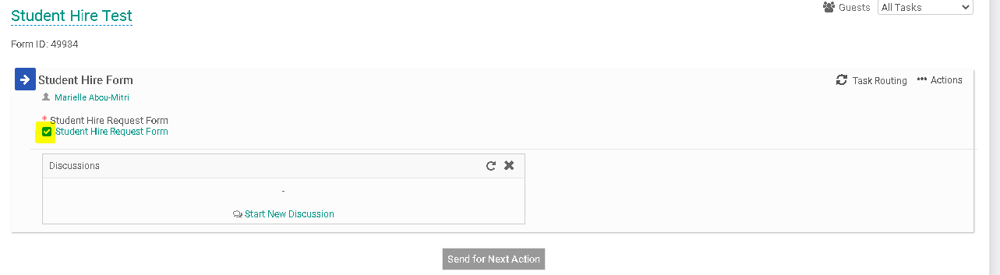 Student Hire Test
Guests
All Tasks
Form ID: 49934
Student Hire Form
Task Routing
••• Actions
Marielle Abou-Mitri
* Student Hire Request Form
Student Hire Request Form
Discussions
-
Start New Discussion
Send for Next Action